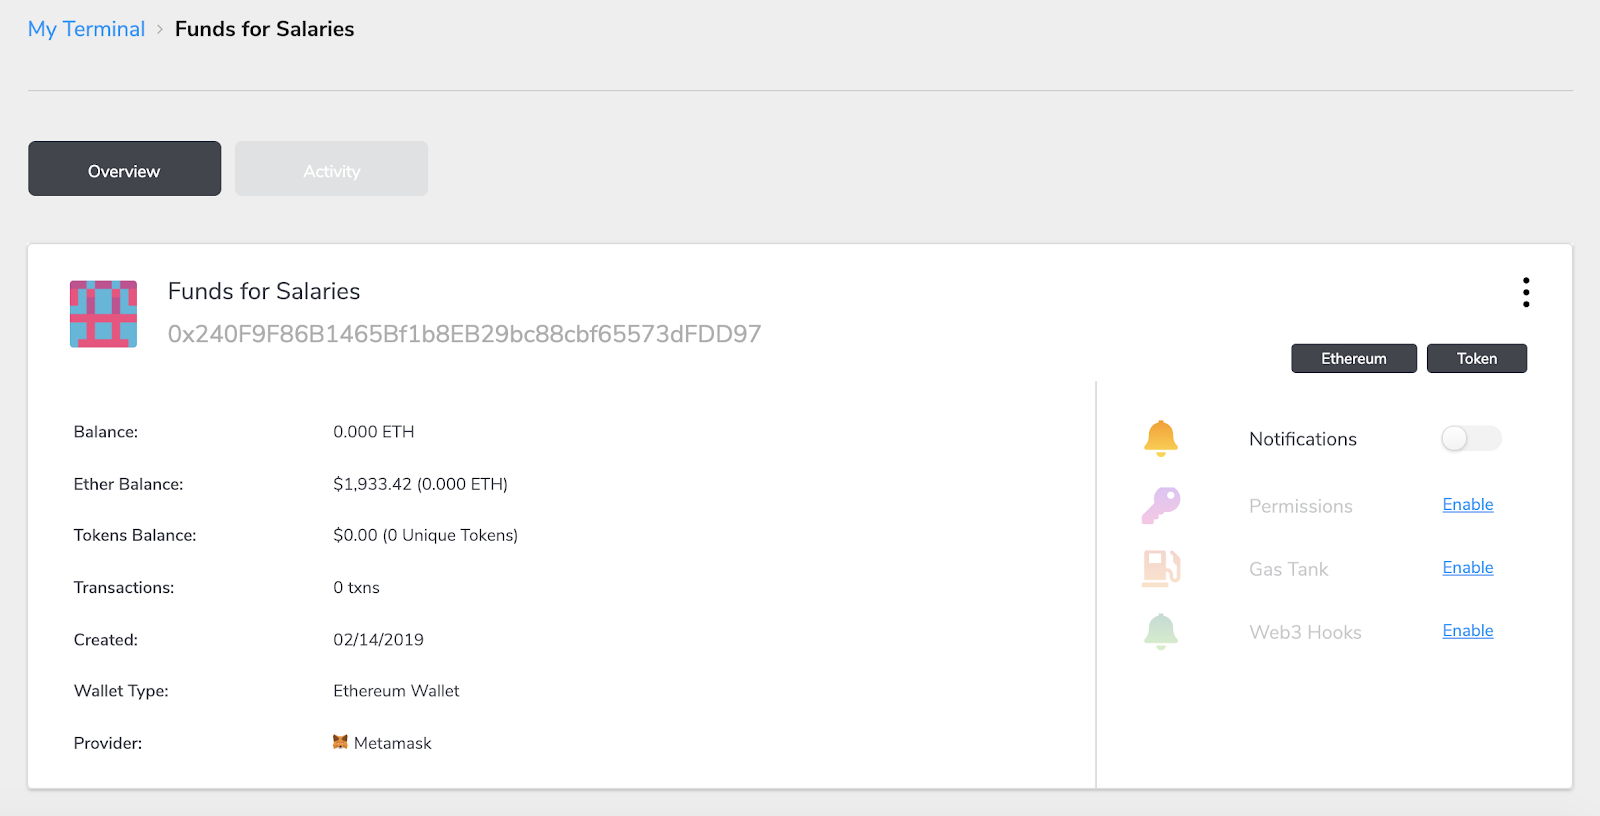 My Terminal > Funds for Salaries
Overview
Activity
Funds for Salaries
0x240F9F86B1465Bf1b8EB29bc88cbf65573dFDD97
Ethereum
Token
Balance: 0.000 ETH
Ether Balance: $1,933.42 (0.000 ETH)
Tokens Balance: $0.00 (0 Unique Tokens)
Transactions: 0 txns
Created: 02/14/2019
Wallet Type: Ethereum Wallet
Provider: Metamask
Notifications
Permissions Enable
Gas Tank Enable
Web3 Hooks Enable